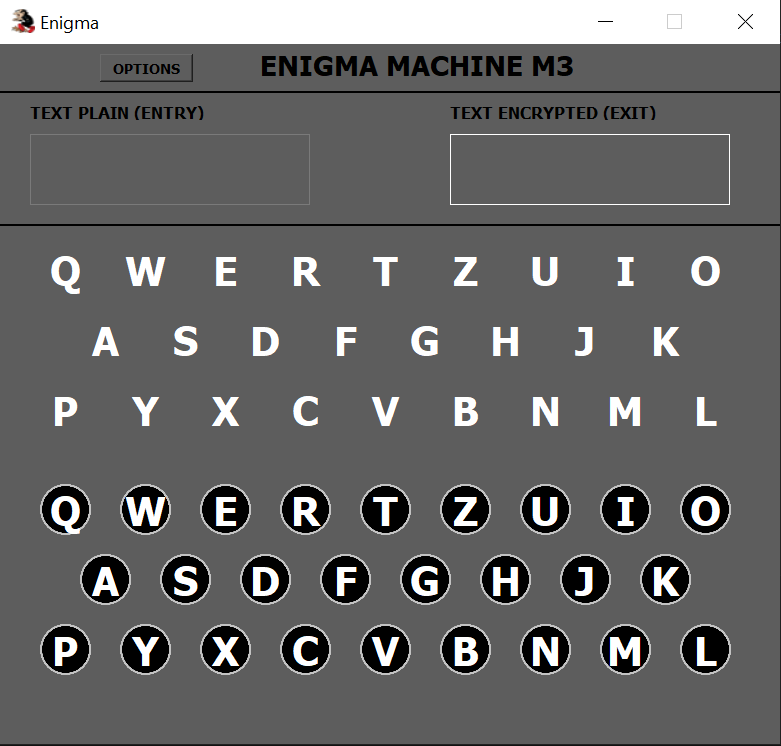 Enigma
OPTIONS ENIGMA MACHINE M3
TEXT PLAIN (ENTRY) TEXT ENCRYPTED (EXIT)
Q W E R T Z U I O
A S D F G H J K
P Y X C V B N M L
Q W E R T Z U I O
A S D F G H J K
P Y X C V B N M L